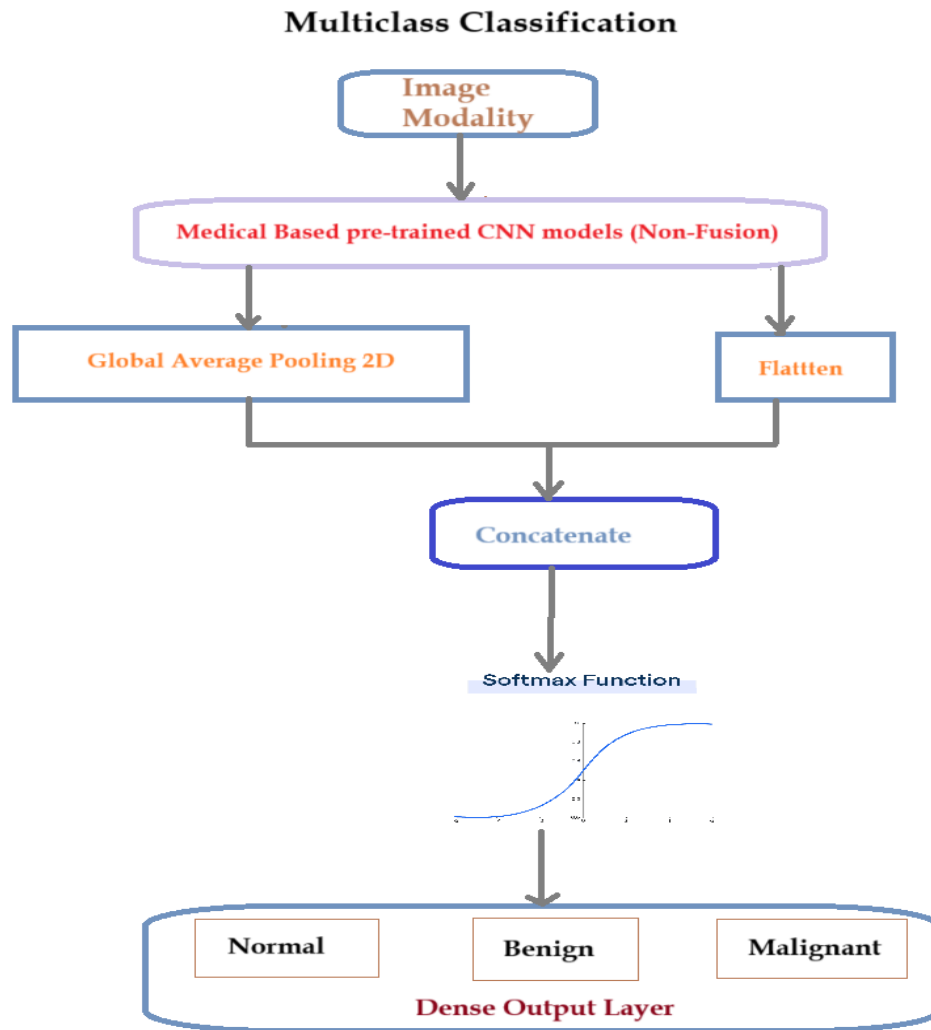 Multiclass Classification
Image
Modality
Medical Based pre-trained CNN models (Non-Fusion)
Global Average Pooling 2D
Flattten
Concatenate
Softmax Function
Normal
Benign
Malignant
Dense Output Layer